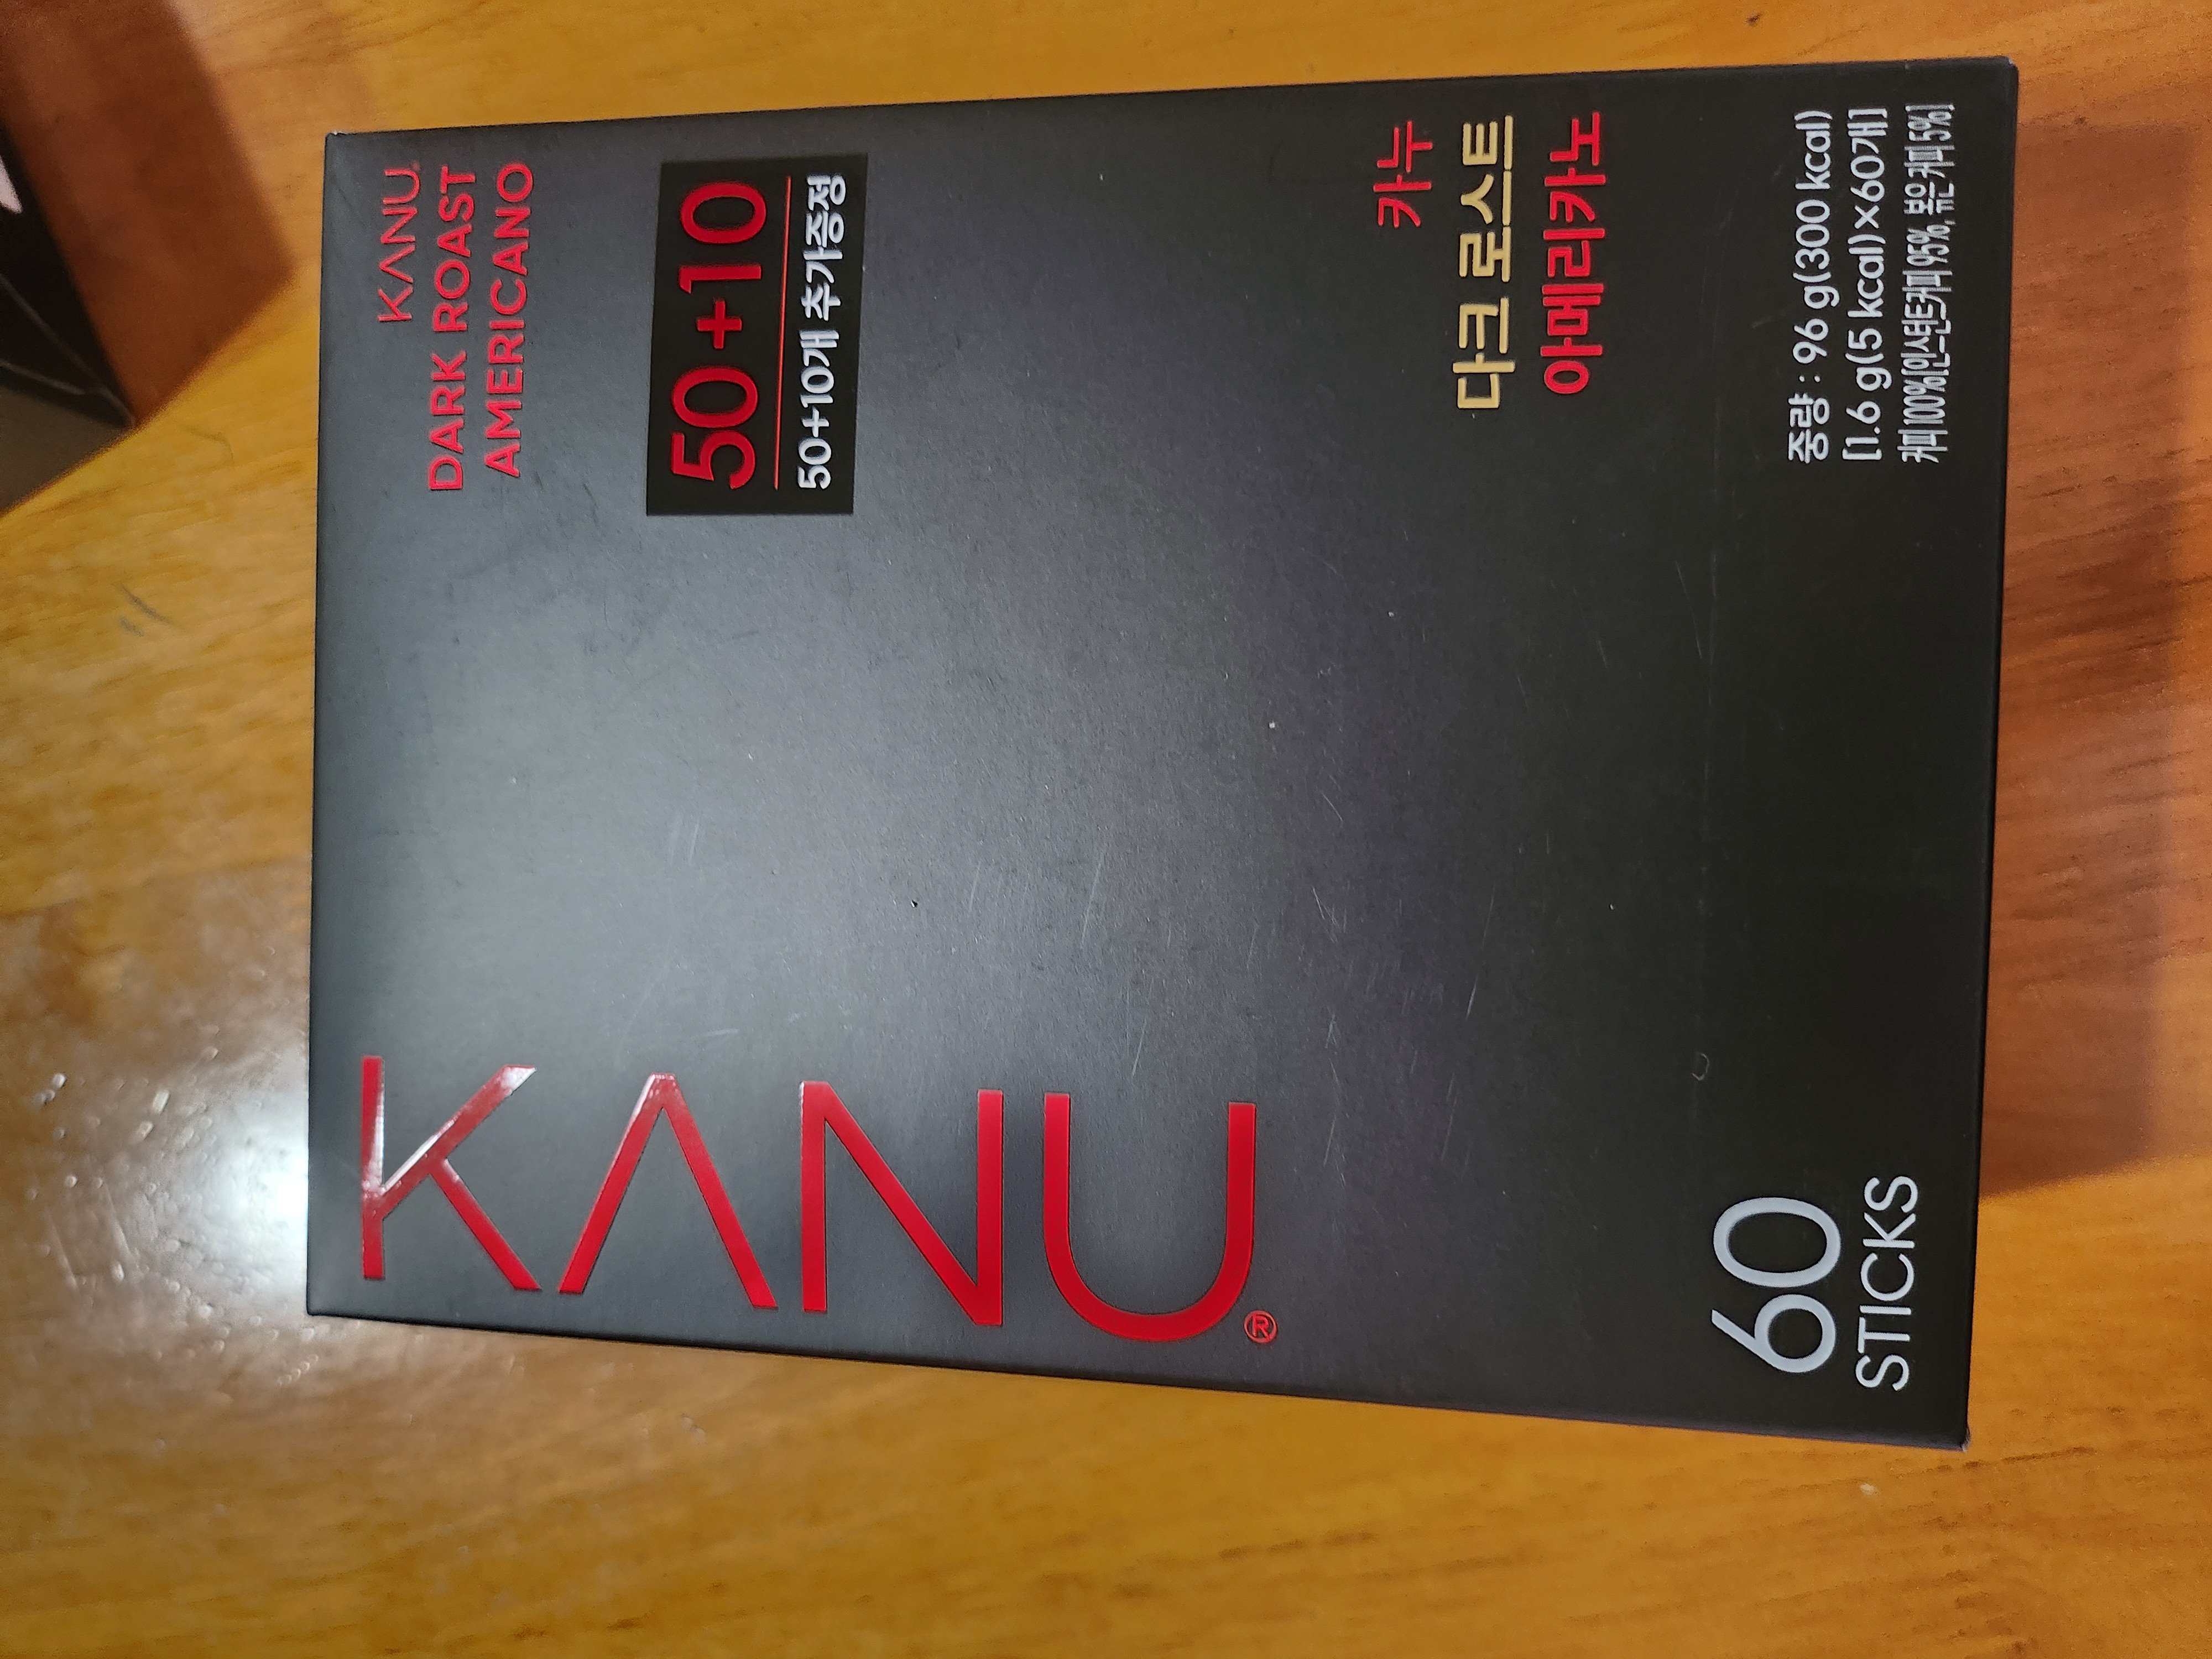 KANU®
KANU
DARK ROAST
AMERICANO
50+10
50+10개 추가증정
카누
다크 로스트
아메리카노
60
STICKS
중량 : 96 g(300 kcal)
[1.6 g(5 kcal)×60개]
커피100%[인스턴트커피95%, 볶은 커피5%]